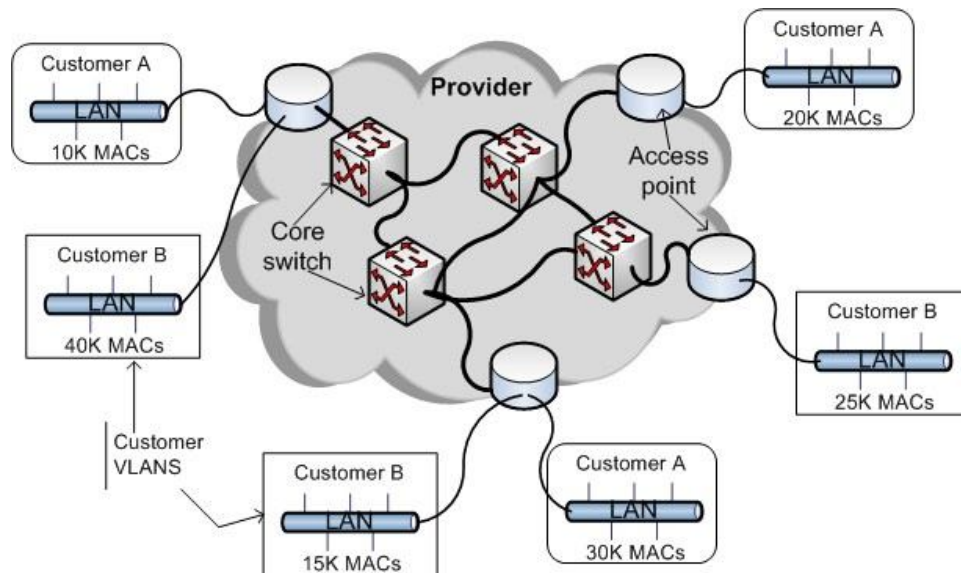 Customer A
LAN
10K MACs
Provider
Customer A
LAN
20K MACs
Access
point
Core
switch
Customer B
LAN
40K MACs
Customer B
LAN
25K MACs
Customer
VLANS
Customer B
LAN
15K MACs
Customer A
LAN
30K MACs